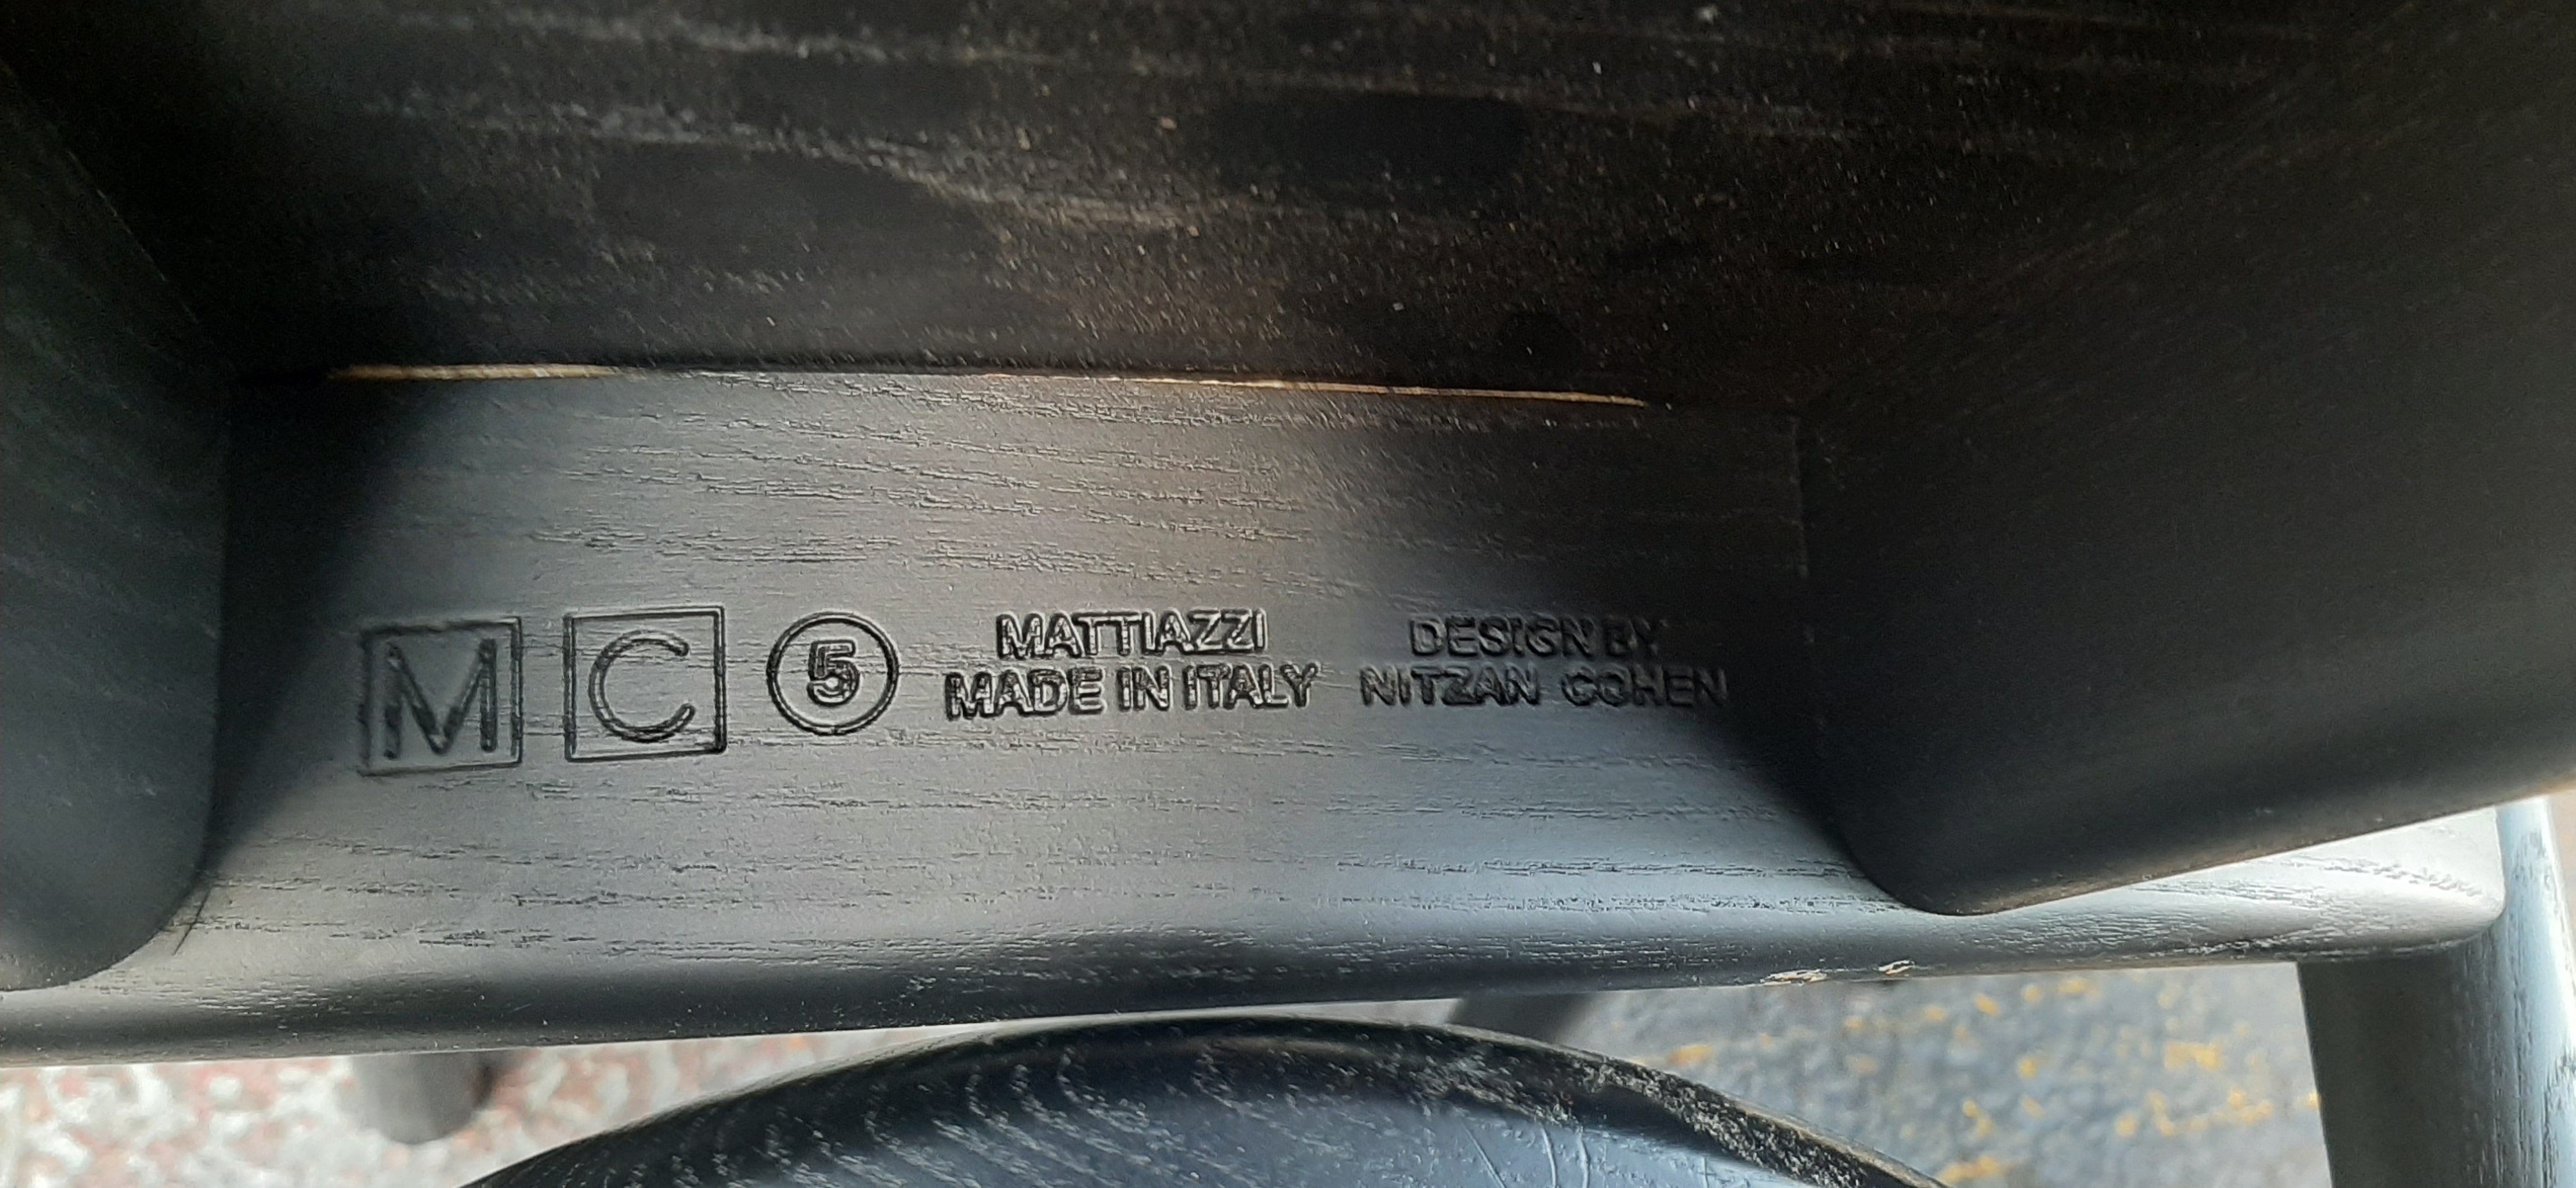 M C 5
MATTIAZZI
MADE IN ITALY
DESIGN BY
NITZAN COHEN